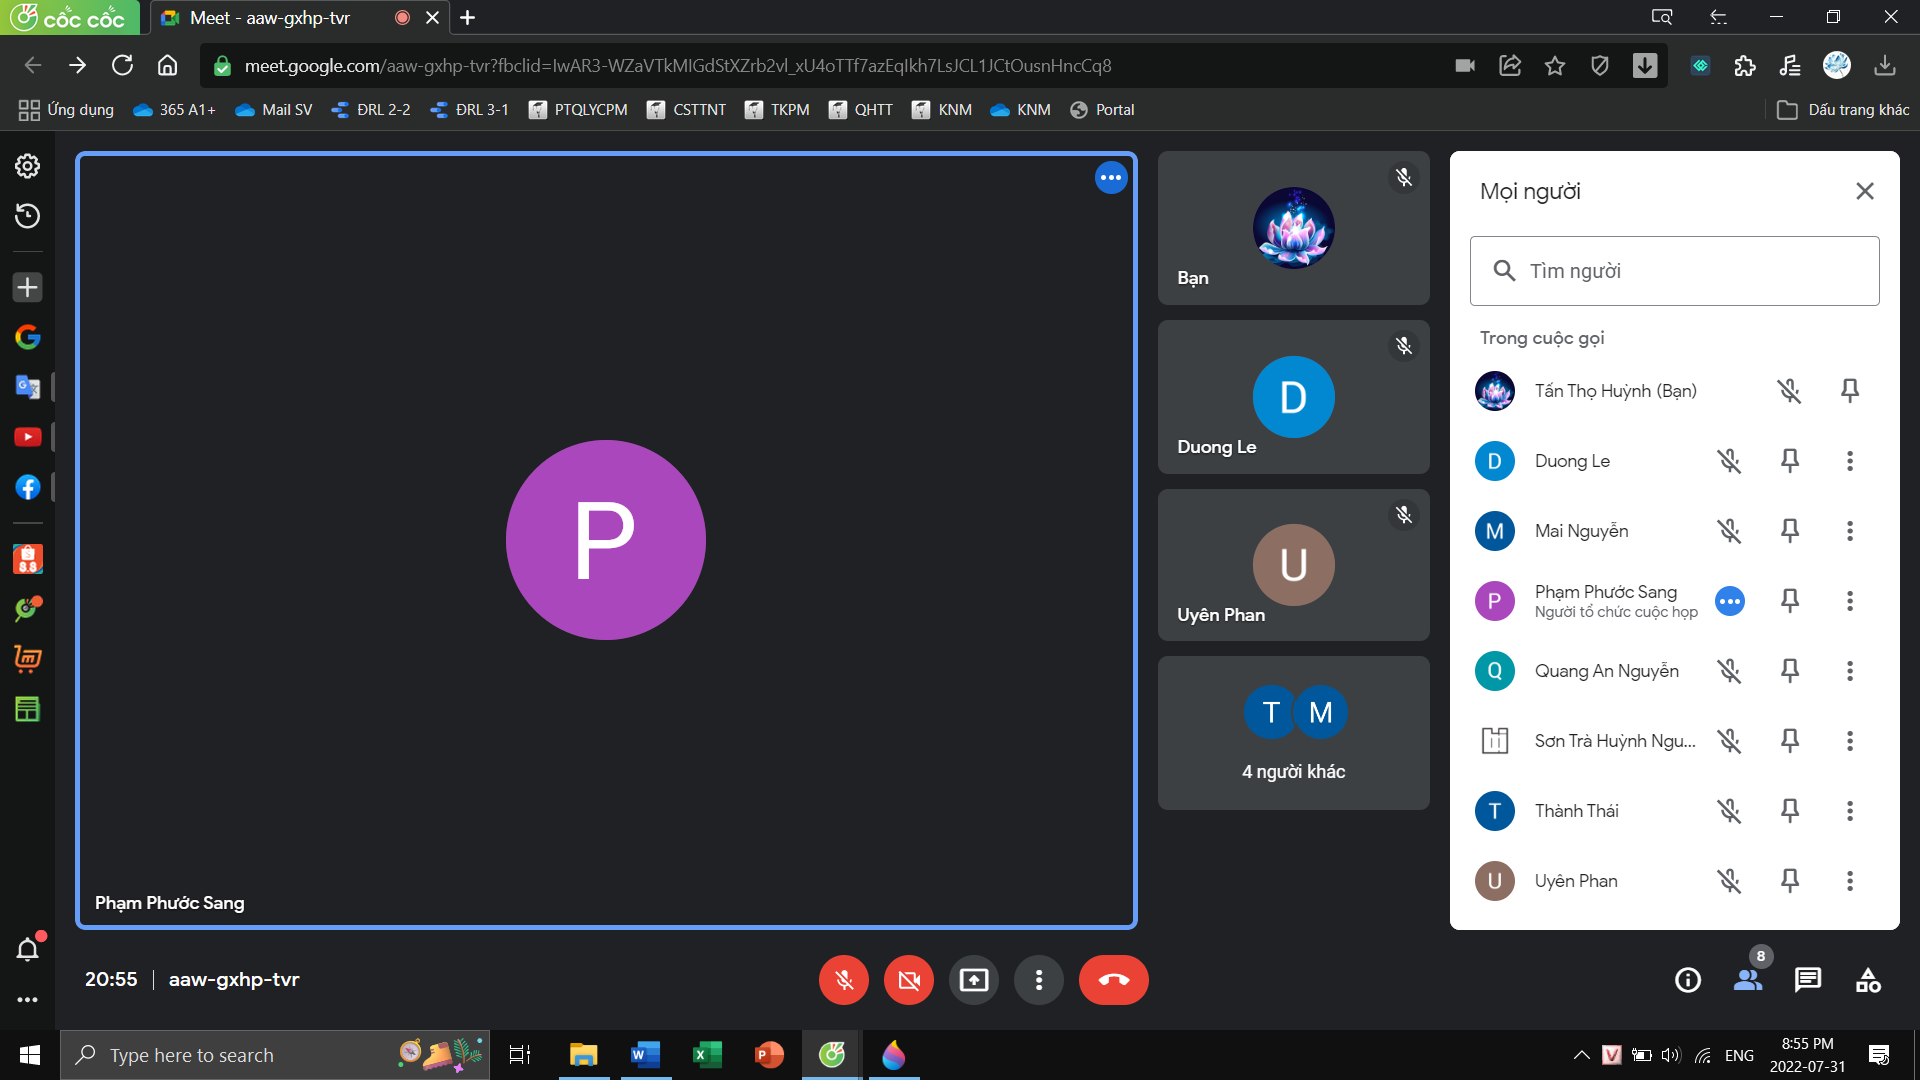 cốc cốc
Meet - aaw-gxhp-tvr
meet.google.com/aaw-gxhp-tvr?fbclid=IwAR3-WZaVTkMIGdStXZrb2vl_xU4oTTf7azEqIkh7LsJCL1JCtOusnHncCq8
Ứng dụng
365 A1+
Mail SV
ĐRL 2-2
ĐRL 3-1
PTQLYCPM
CSTTNT
TKPM
QHTT
KNM
KNM
Portal
Dấu trang khác
P
Phạm Phước Sang
Bạn
D
Duong Le
U
Uyên Phan
T M
4 người khác
Mọi người
Tìm người
Trong cuộc gọi
Tấn Thọ Huỳnh (Bạn)
D Duong Le
M Mai Nguyễn
P Phạm Phước Sang
Người tổ chức cuộc họp
Q Quang An Nguyễn
Sơn Trà Huỳnh Ngu...
T Thành Thái
U Uyên Phan
8.8
20:55 | aaw-gxhp-tvr
8
Type here to search
ENG
8:55 PM
2022-07-31